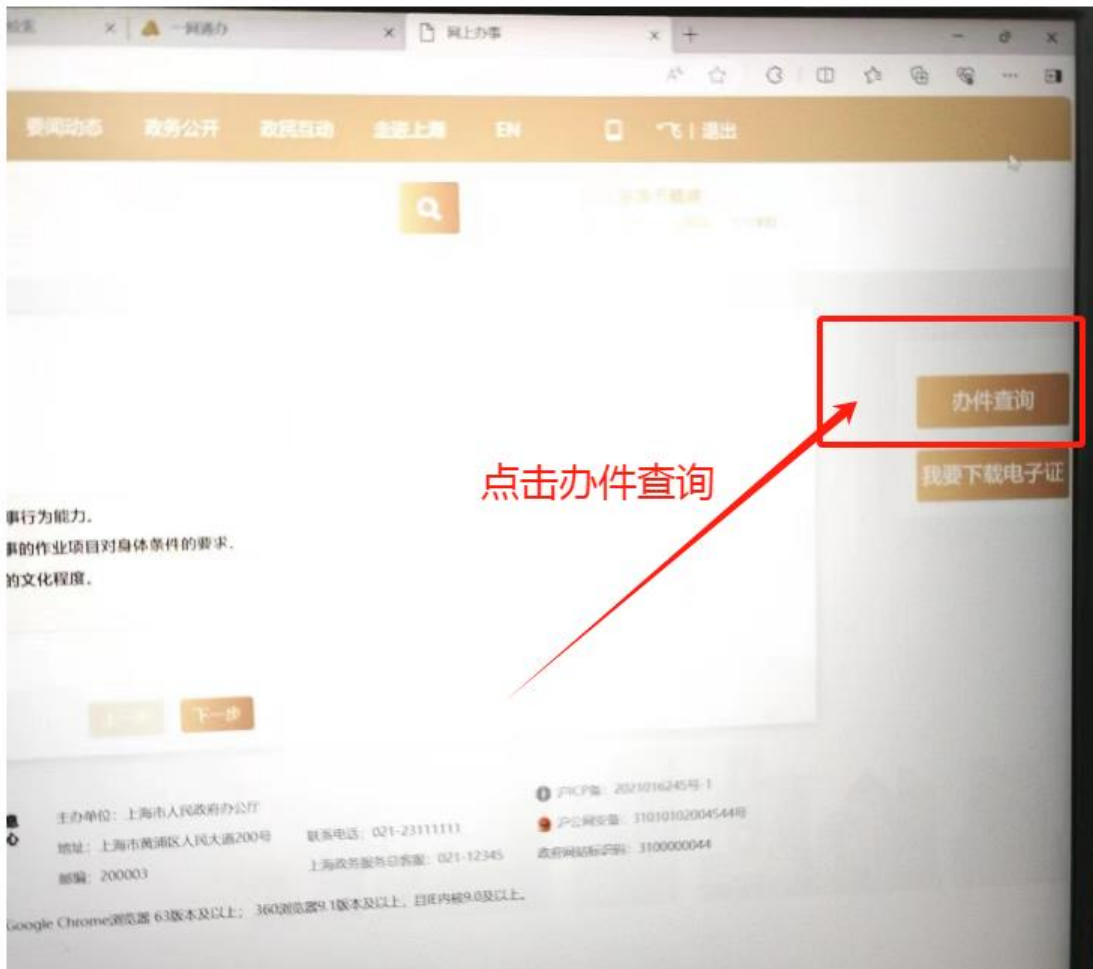 一网通办
网上办事
要闻动态 政务公开 政民互动 走进上海 EN 飞 | 退出
办件查询
点击办件查询
我要下载电子证
事行为能力.
事的作业项目对身体条件的要求.
的文化程度.
下一步
主办单位: 上海市人民政府办公厅
沪ICP备: 2021016245号-1
地址: 上海市黄浦区人民大道200号
联系电话: 021-23111111
沪公网安备: 31010102004544号
邮编: 200003
上海政务服务总客服: 021-12345
政府网站标识码: 3100000044
Google Chrome浏览器 63版本及以上; 360浏览器9.1版本及以上, 且IE内核9.0及以上.